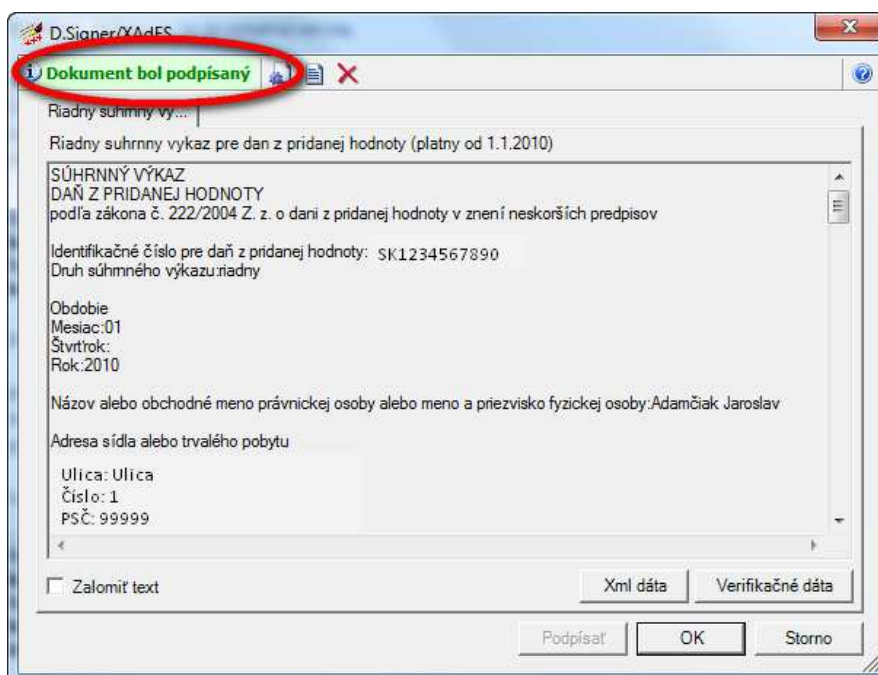 D.Signer/XAdES
Dokument bol podpísaný
Riadny suhrnny vy...
Riadny suhrnny vykaz pre dan z pridanej hodnoty (platny od 1.1.2010)
SÚHRNNÝ VÝKAZ
DAŇ Z PRIDANEJ HODNOTY
podľa zákona č. 222/2004 Z. z. o dani z pridanej hodnoty v znení neskorších predpisov
Identifikačné číslo pre daň z pridanej hodnoty: SK1234567890
Druh súhrnného výkazu:riadny
Obdobie
Mesiac:01
Štvrťrok:
Rok:2010
Názov alebo obchodné meno právnickej osoby alebo meno a priezvisko fyzickej osoby:Adamčiak Jaroslav
Adresa sídla alebo trvalého pobytu
Ulica: Ulica
Číslo: 1
PSČ: 99999
Zalomiť text
Xml dáta
Verifikačné dáta
Podpísať
OK
Storno